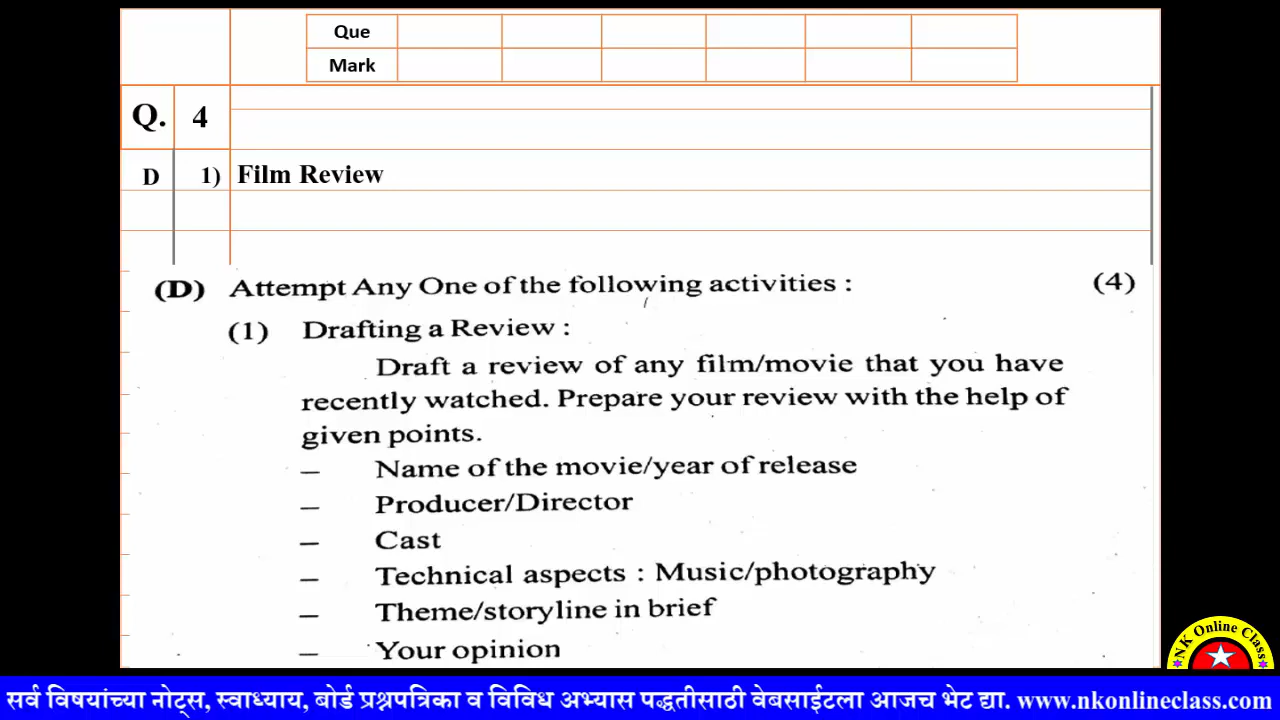 Que
Mark
Q. 4
D 1) Film Review
(D) Attempt Any One of the following activities : (4)
(1) Drafting a Review :
Draft a review of any film/movie that you have
recently watched. Prepare your review with the help of
given points.
– Name of the movie/year of release
– Producer/Director
– Cast
– Technical aspects : Music/photography
– Theme/storyline in brief
– Your opinion
NK Online Class
सर्व विषयांच्या नोट्स, स्वाध्याय, बोर्ड प्रश्नपत्रिका व विविध अभ्यास पद्धतीसाठी वेबसाईटला आजच भेट द्या. www.nkonlineclass.com